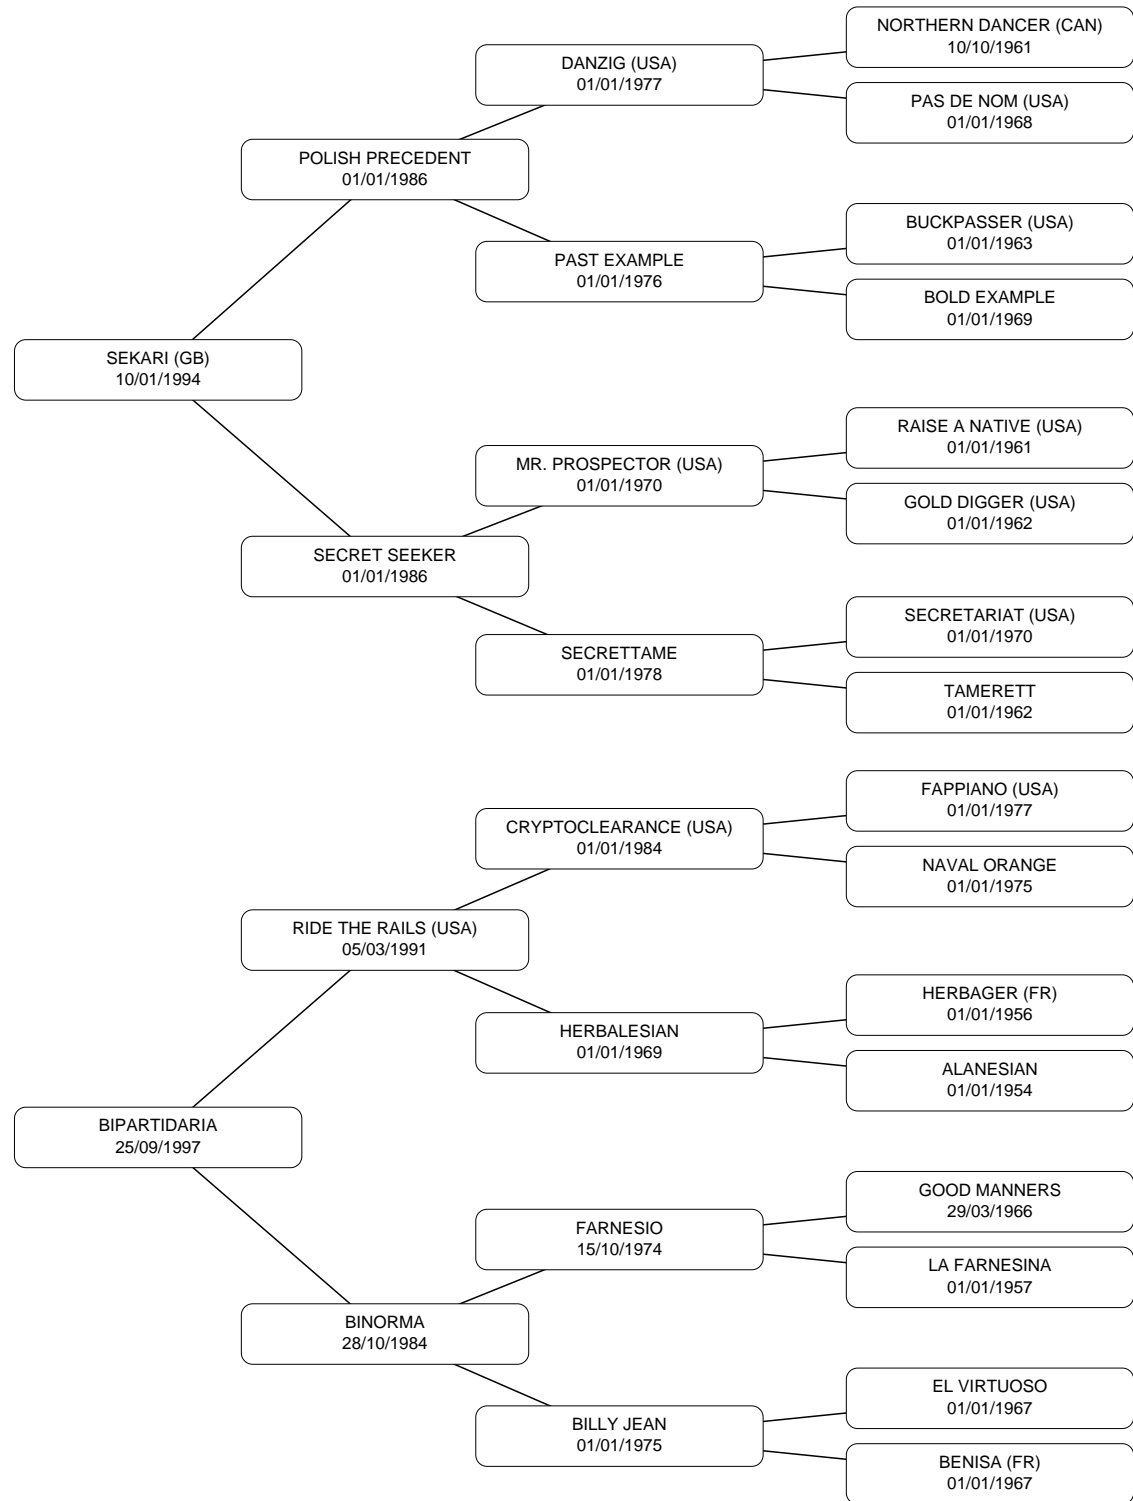 NORTHERN DANCER (CAN)
10/10/1961
DANZIG (USA)
01/01/1977
PAS DE NOM (USA)
01/01/1968
POLISH PRECEDENT
01/01/1986
BUCKPASSER (USA)
01/01/1963
PAST EXAMPLE
01/01/1976
BOLD EXAMPLE
01/01/1969
SEKARI (GB)
10/01/1994
RAISE A NATIVE (USA)
01/01/1961
MR. PROSPECTOR (USA)
01/01/1970
GOLD DIGGER (USA)
01/01/1962
SECRET SEEKER
01/01/1986
SECRETARIAT (USA)
01/01/1970
SECRETTAME
01/01/1978
TAMERETT
01/01/1962
FAPPIANO (USA)
01/01/1977
CRYPTOCLEARANCE (USA)
01/01/1984
NAVAL ORANGE
01/01/1975
RIDE THE RAILS (USA)
05/03/1991
HERBAGER (FR)
01/01/1956
HERBALESIAN
01/01/1969
ALANESIAN
01/01/1954
BIPARTIDARIA
25/09/1997
GOOD MANNERS
29/03/1966
FARNESIO
15/10/1974
LA FARNESINA
01/01/1957
BINORMA
28/10/1984
EL VIRTUOSO
01/01/1967
BILLY JEAN
01/01/1975
BENISA (FR)
01/01/1967